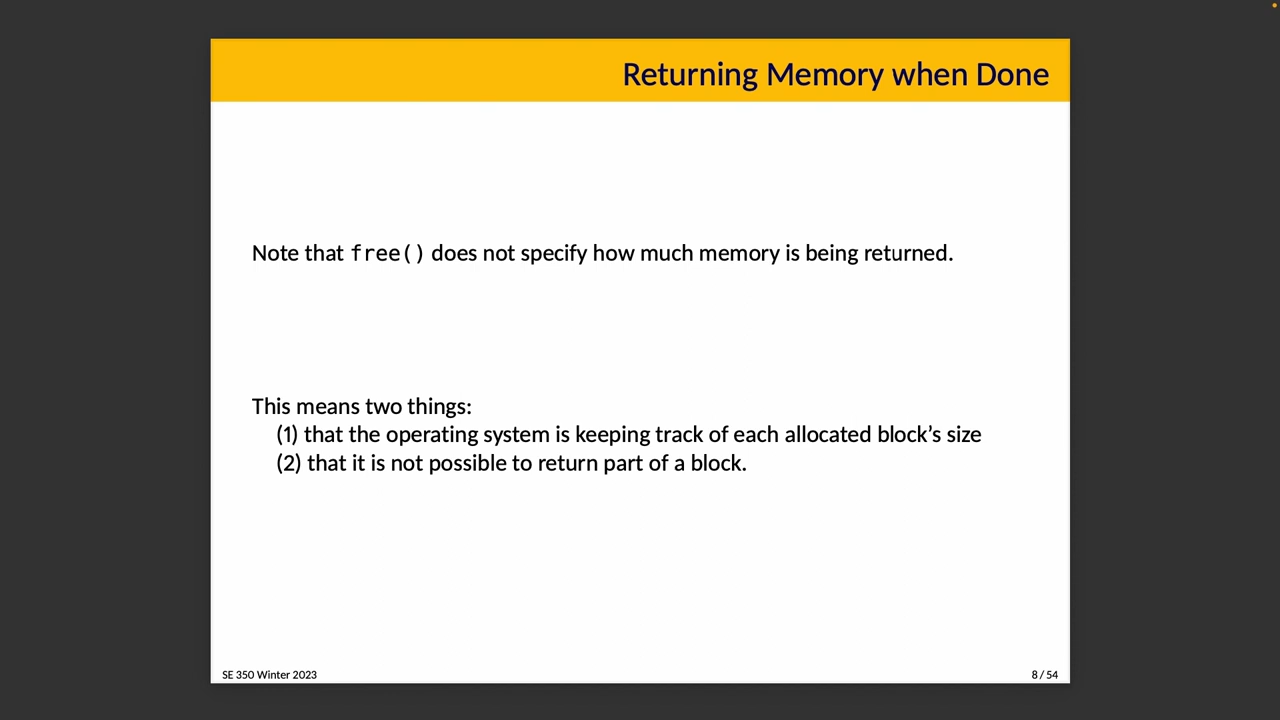 Returning Memory when Done
Note that free() does not specify how much memory is being returned.
This means two things:
(1) that the operating system is keeping track of each allocated block’s size
(2) that it is not possible to return part of a block.
SE 350 Winter 2023
8 / 54